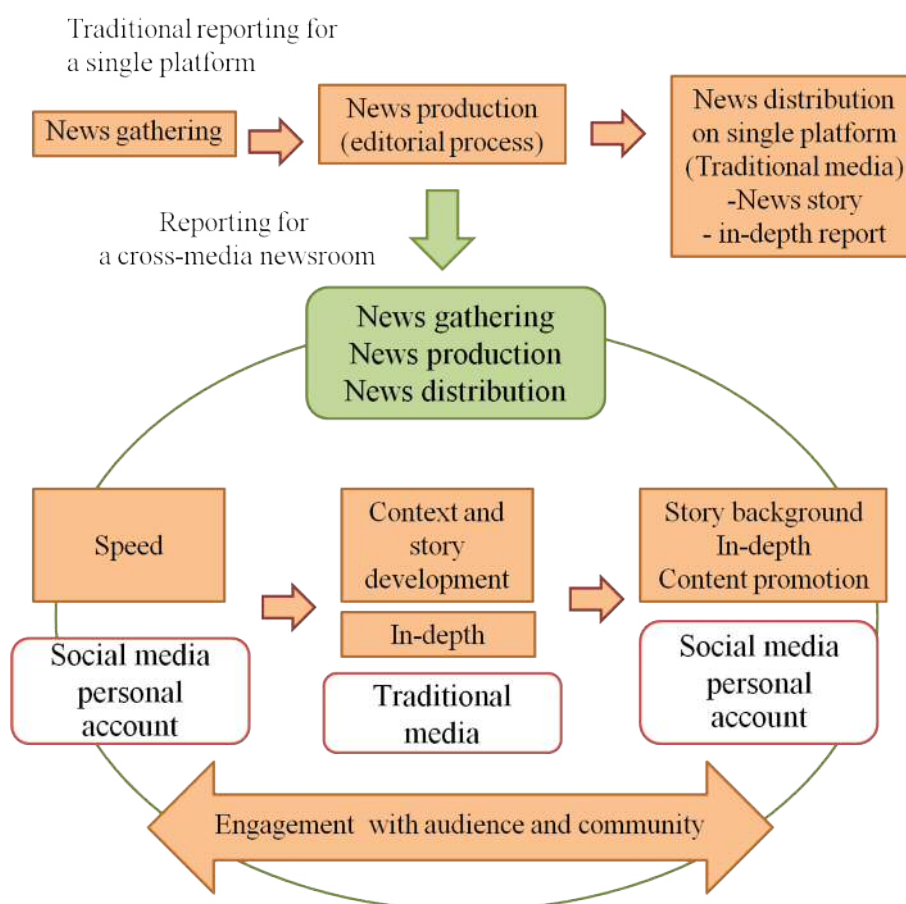 Traditional reporting for
a single platform
News gathering
News production
(editorial process)
News distribution
on single platform
(Traditional media)
-News story
- in-depth report
Reporting for
a cross-media newsroom
News gathering
News production
News distribution
Speed
Social media
personal
account
Context and
story
development
In-depth
Traditional
media
Story background
In-depth
Content promotion
Social media
personal
account
Engagement with audience and community